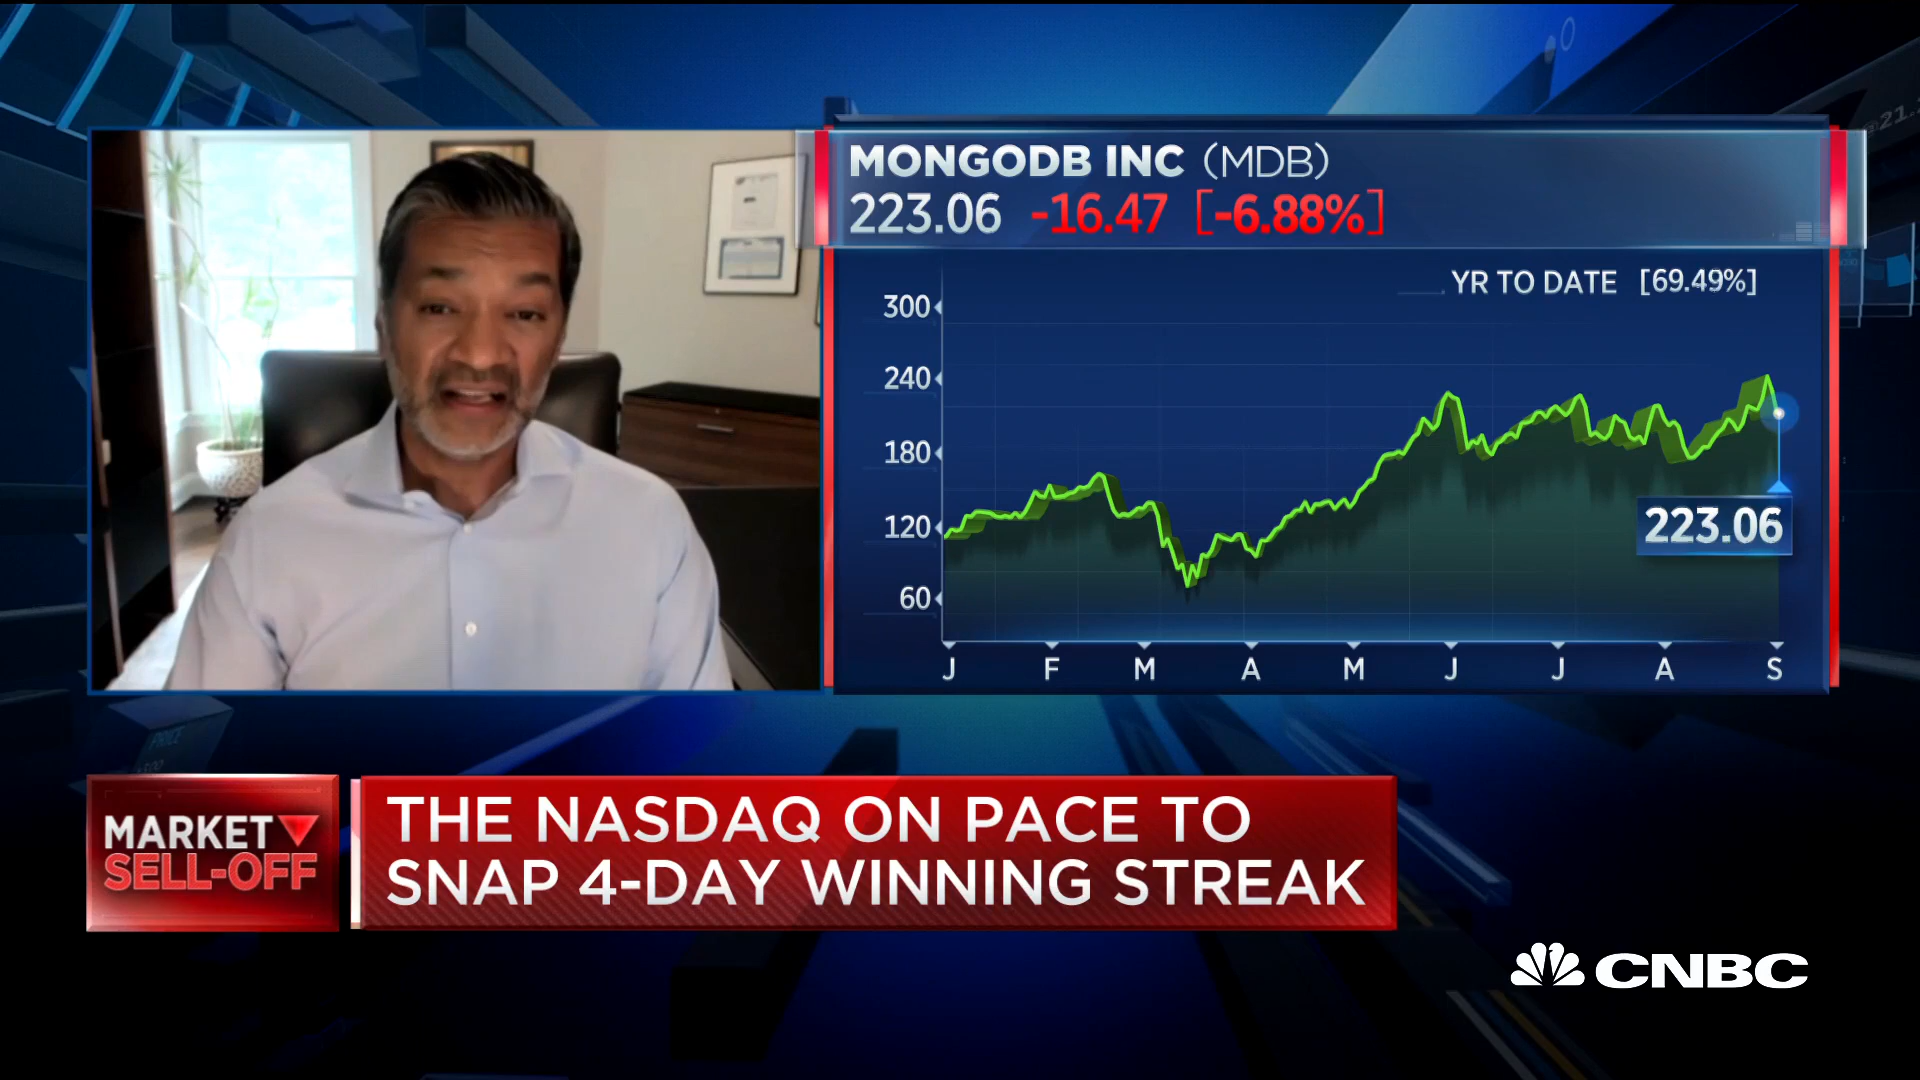 MONGODB INC (MDB)
223.06 -16.47 [-6.88%]
YR TO DATE [69.49%]
300
240
180
120
60
223.06
J F M A M J J A S
PRICE
MARKET
SELL-OFF
THE NASDAQ ON PACE TO
SNAP 4-DAY WINNING STREAK
CNBC